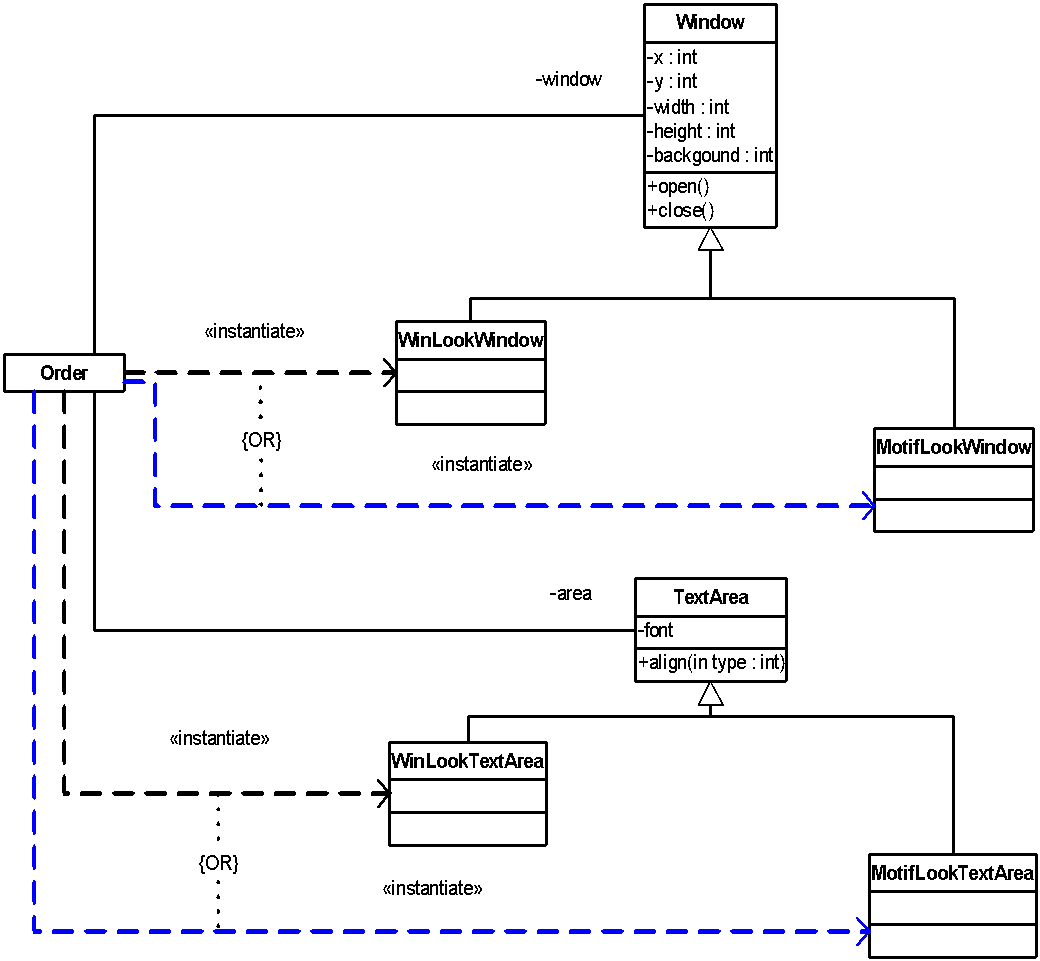 Window
-x : int
-y : int
-width : int
-height : int
-backgound : int
+open()
+close()
-window
«instantiate»
WinLookWindow
Order
{OR}
«instantiate»
MotifLookWindow
-area
TextArea
-font
+align(in type : int)
«instantiate»
WinLookTextArea
{OR}
«instantiate»
MotifLookTextArea